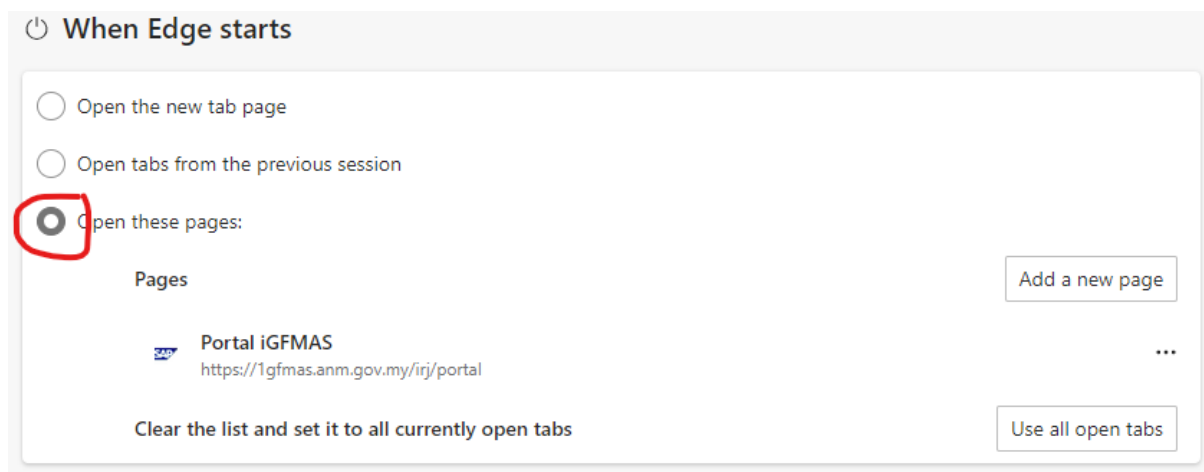 When Edge starts
Open the new tab page
Open tabs from the previous session
Open these pages:
Pages
Add a new page
SAP
Portal iGFMAS
https://1gfmas.anm.gov.my/irj/portal
Clear the list and set it to all currently open tabs
Use all open tabs